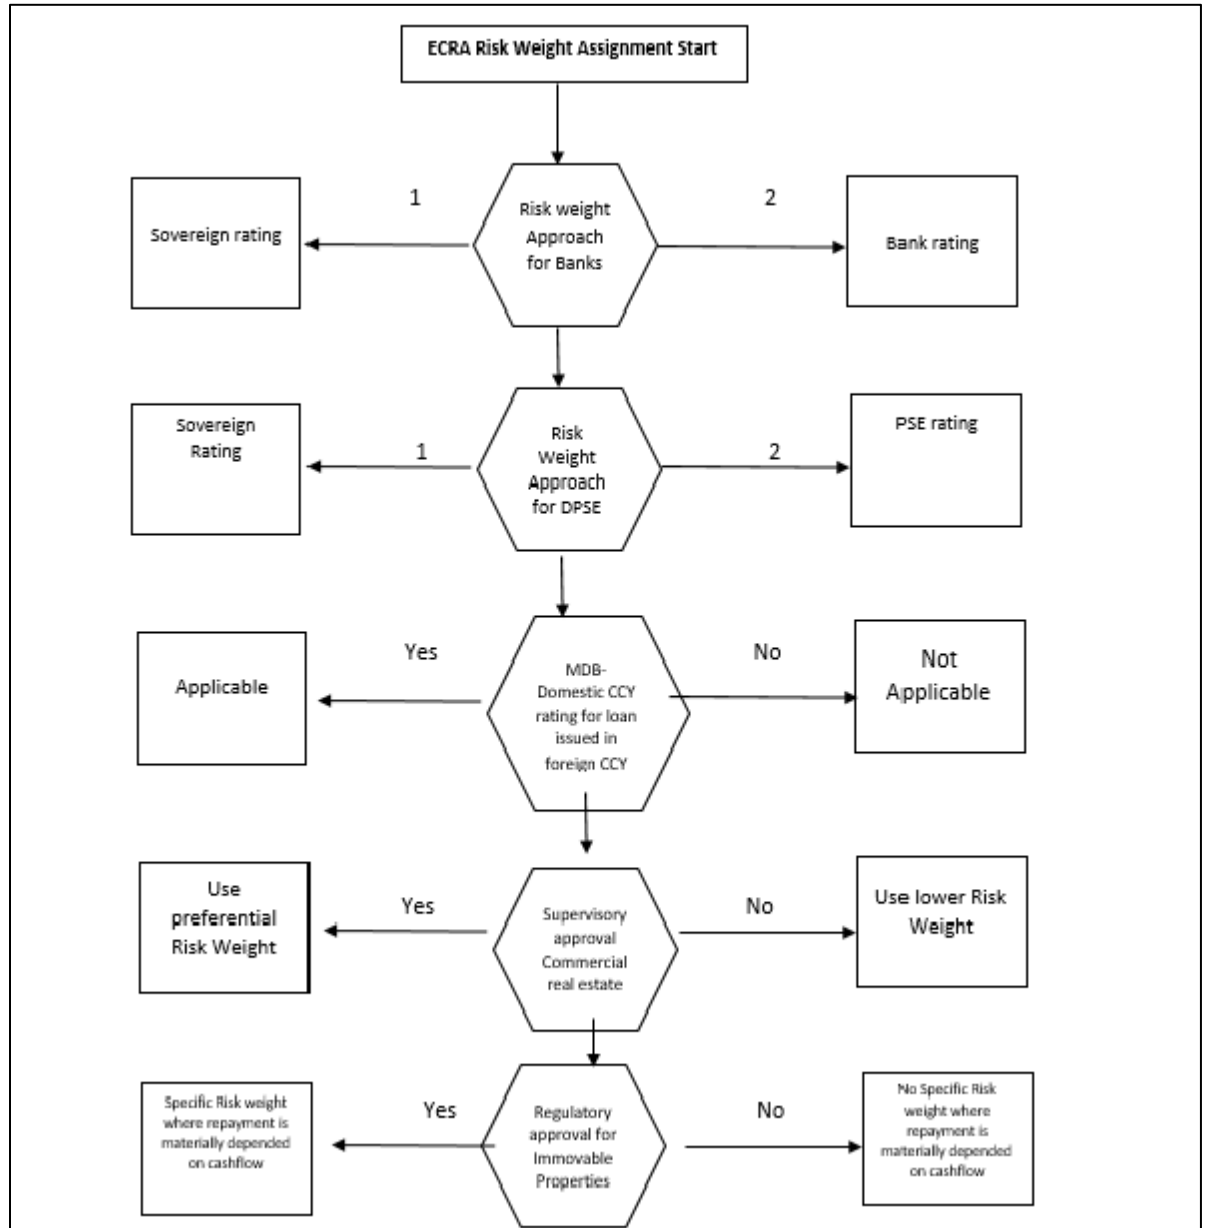 ECRA Risk Weight Assignment Start
1
2
Sovereign rating
Risk weight
Approach
for Banks
Bank rating
Sovereign
Rating
1
Risk
Weight
Approach
for DPSE
2
PSE rating
Applicable
Yes
MDB-
Domestic CCY
rating for loan
issued in
foreign CCY
No
Not
Applicable
Use
preferential
Risk Weight
Yes
Supervisory
approval
Commercial
real estate
No
Use lower Risk
Weight
Specific Risk weight
where repayment is
materially depended
on cashflow
Yes
Regulatory
approval for
Immovable
Properties
No
No Specific Risk
weight where
repayment is
materially depended
on cashflow